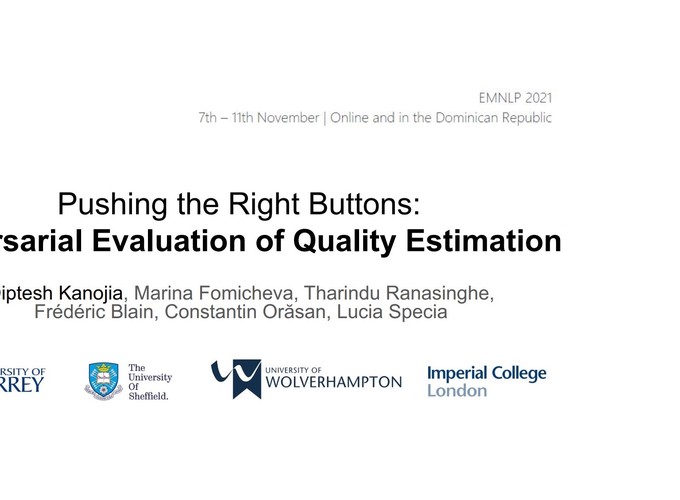 EMNLP 2021
7th – 11th November | Online and in the Dominican Republic
Pushing the Right Buttons:
rsarial Evaluation of Quality Estimation
iptesh Kanojia, Marina Fomicheva, Tharindu Ranasinghe,
Frédéric Blain, Constantin Orăsan, Lucia Specia
RSITY OF
RREY
The
University
Of
Sheffield.
UNIVERSITY OF
WOLVERHAMPTON
Imperial College
London